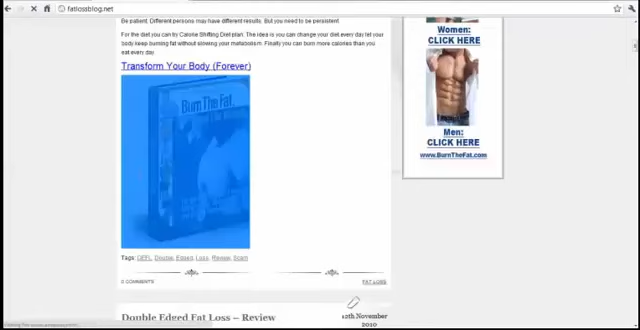 fatlossblog.net
Be patient. Different persons may have different results. But you need to be persistent.
For the diet you can try Calorie Shifting Diet plan. The idea is you can change your diet every day let your
body keep burning fat without slowing your metabolism. Finally you can burn more calories than you
eat every day
Transform Your Body (Forever)
Burn The Fat,
Tags: DEFL, Double, Edged, Loss, Review, Scam
0 COMMENTS
FAT LOSS
Double Edged Fat Loss – Review
12th November
2010
Women:
CLICK HERE
Men:
CLICK HERE
www.BurnTheFat.com